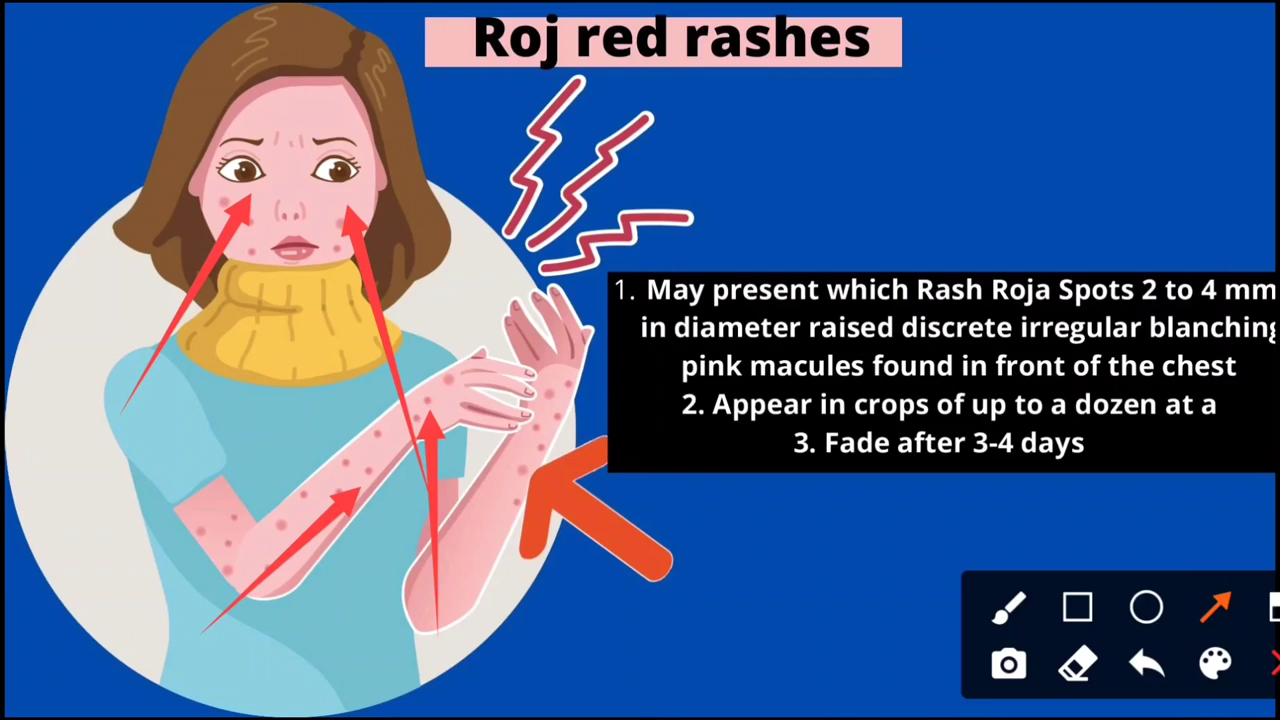 Roj red rashes
1. May present which Rash Roja Spots 2 to 4 mm
in diameter raised discrete irregular blanching
pink macules found in front of the chest
2. Appear in crops of up to a dozen at a
3. Fade after 3-4 days